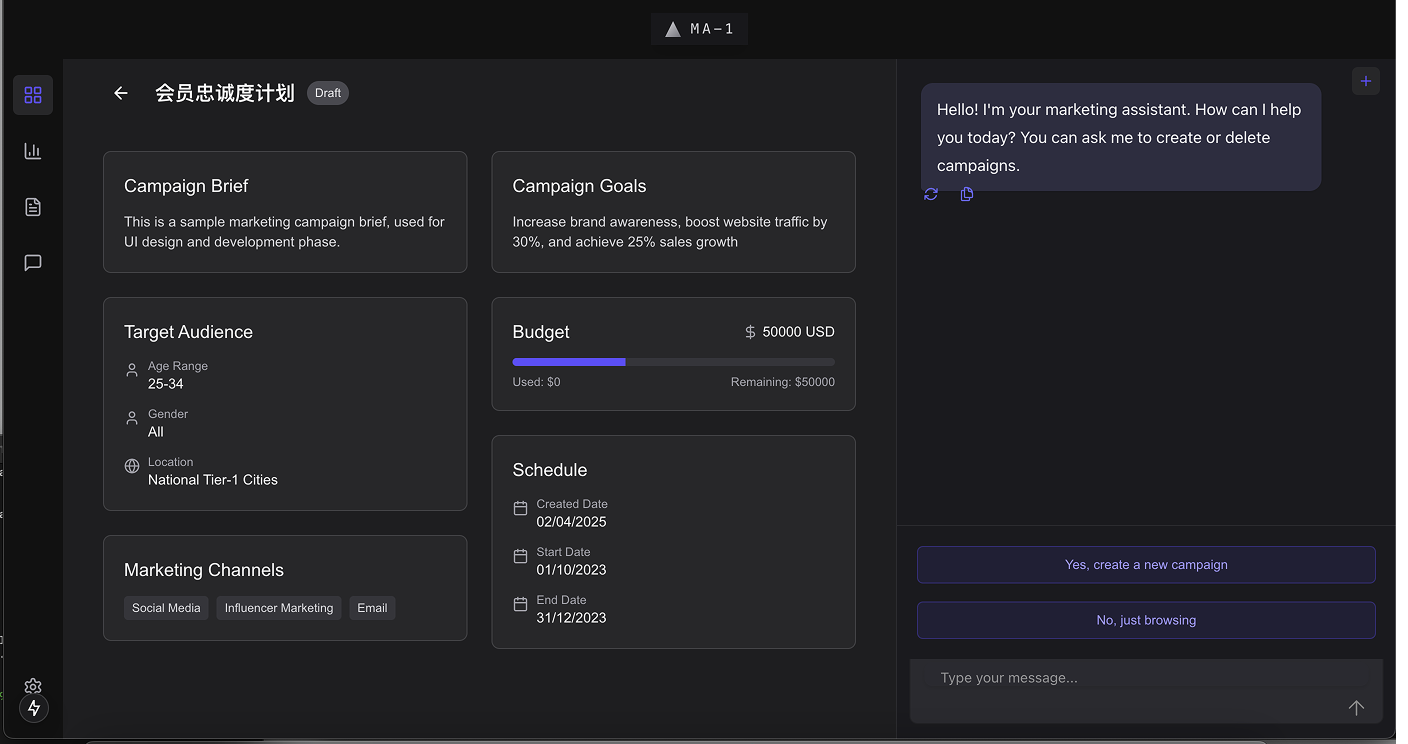 MA-1
会员忠诚度计划
Draft
Campaign Brief
This is a sample marketing campaign brief, used for
UI design and development phase.
Campaign Goals
Increase brand awareness, boost website traffic by
30%, and achieve 25% sales growth
Target Audience
Age Range
25-34
Gender
All
Location
National Tier-1 Cities
Budget
$ 50000 USD
Used: $0
Remaining: $50000
Schedule
Created Date
02/04/2025
Start Date
01/10/2023
End Date
31/12/2023
Marketing Channels
Social Media
Influencer Marketing
Email
Hello! I'm your marketing assistant. How can I help
you today? You can ask me to create or delete
campaigns.
Yes, create a new campaign
No, just browsing
Type your message...